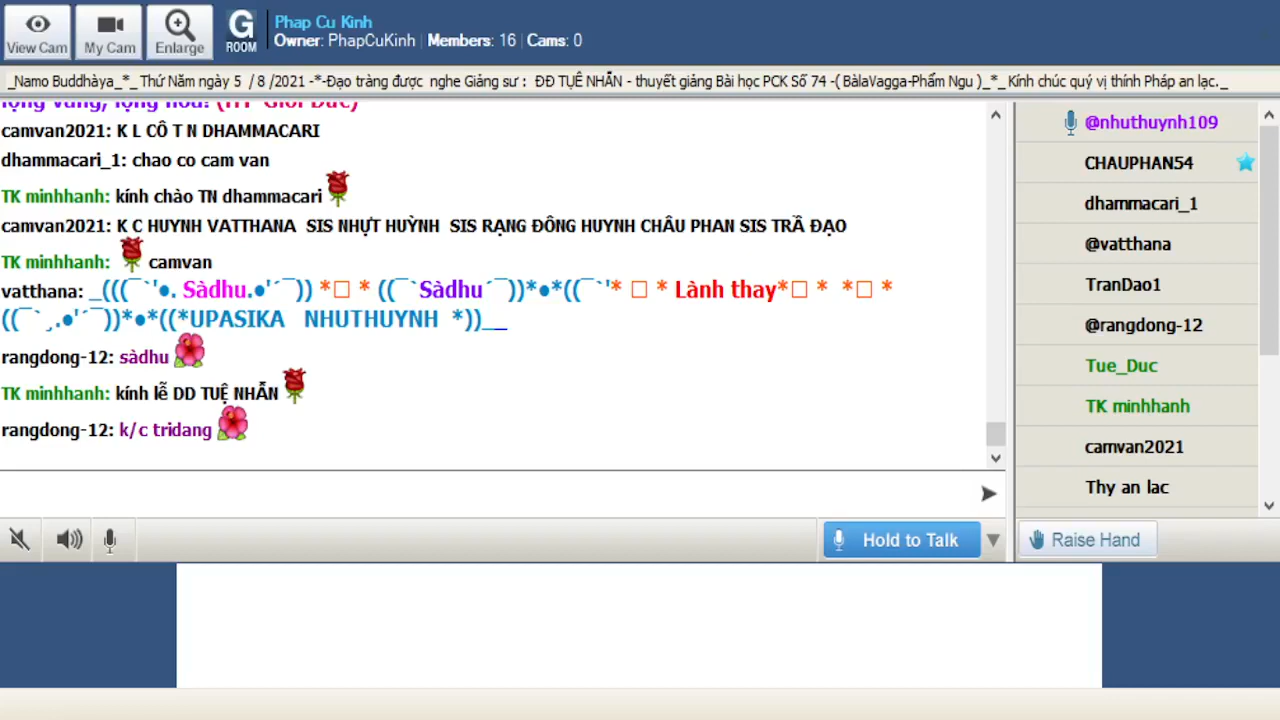 View Cam
My Cam
Enlarge
G
ROOM
Phap Cu Kinh
Owner: PhapCuKinh | Members: 16 | Cams: 0
_Namo Buddhàya_*_ Thứ Năm ngày 5 / 8 /2021 -*-Đạo tràng được nghe Giảng sư : ĐĐ TUỆ NHẪN - thuyết giảng Bài học PCK Số 74 -( BàlaVagga-Phẩm Ngu )_*_ Kính chúc quý vị thính Pháp an lạc._
camvan2021: K L CÔ T N DHAMMACARI
dhammacari_1: chao co cam van
TK minhhanh: kính chào TN dhammacari
camvan2021: K C HUYNH VATTHANA SIS NHỰT HUỲNH SIS RẠNG ĐÔNG HUYNH CHÂU PHAN SIS TRẦ ĐẠO
TK minhhanh: camvan
vatthana: _(((¯`'•. Sàdhu.•'´¯)) *□ * ((¯`Sàdhu´¯))*•*((¯`'* □ * Lành thay*□ * *□ *
((¯`¸.•'´¯))*•*((*UPASIKA NHUTHUYNH *))__
rangdong-12: sàdhu
TK minhhanh: kính lễ DD TUỆ NHẪN
rangdong-12: k/c tridang
Hold to Talk
@nhuthuynh109
CHAUPHAN54
dhammacari_1
@vatthana
TranDao1
@rangdong-12
Tue_Duc
TK minhhanh
camvan2021
Thy an lac
Raise Hand